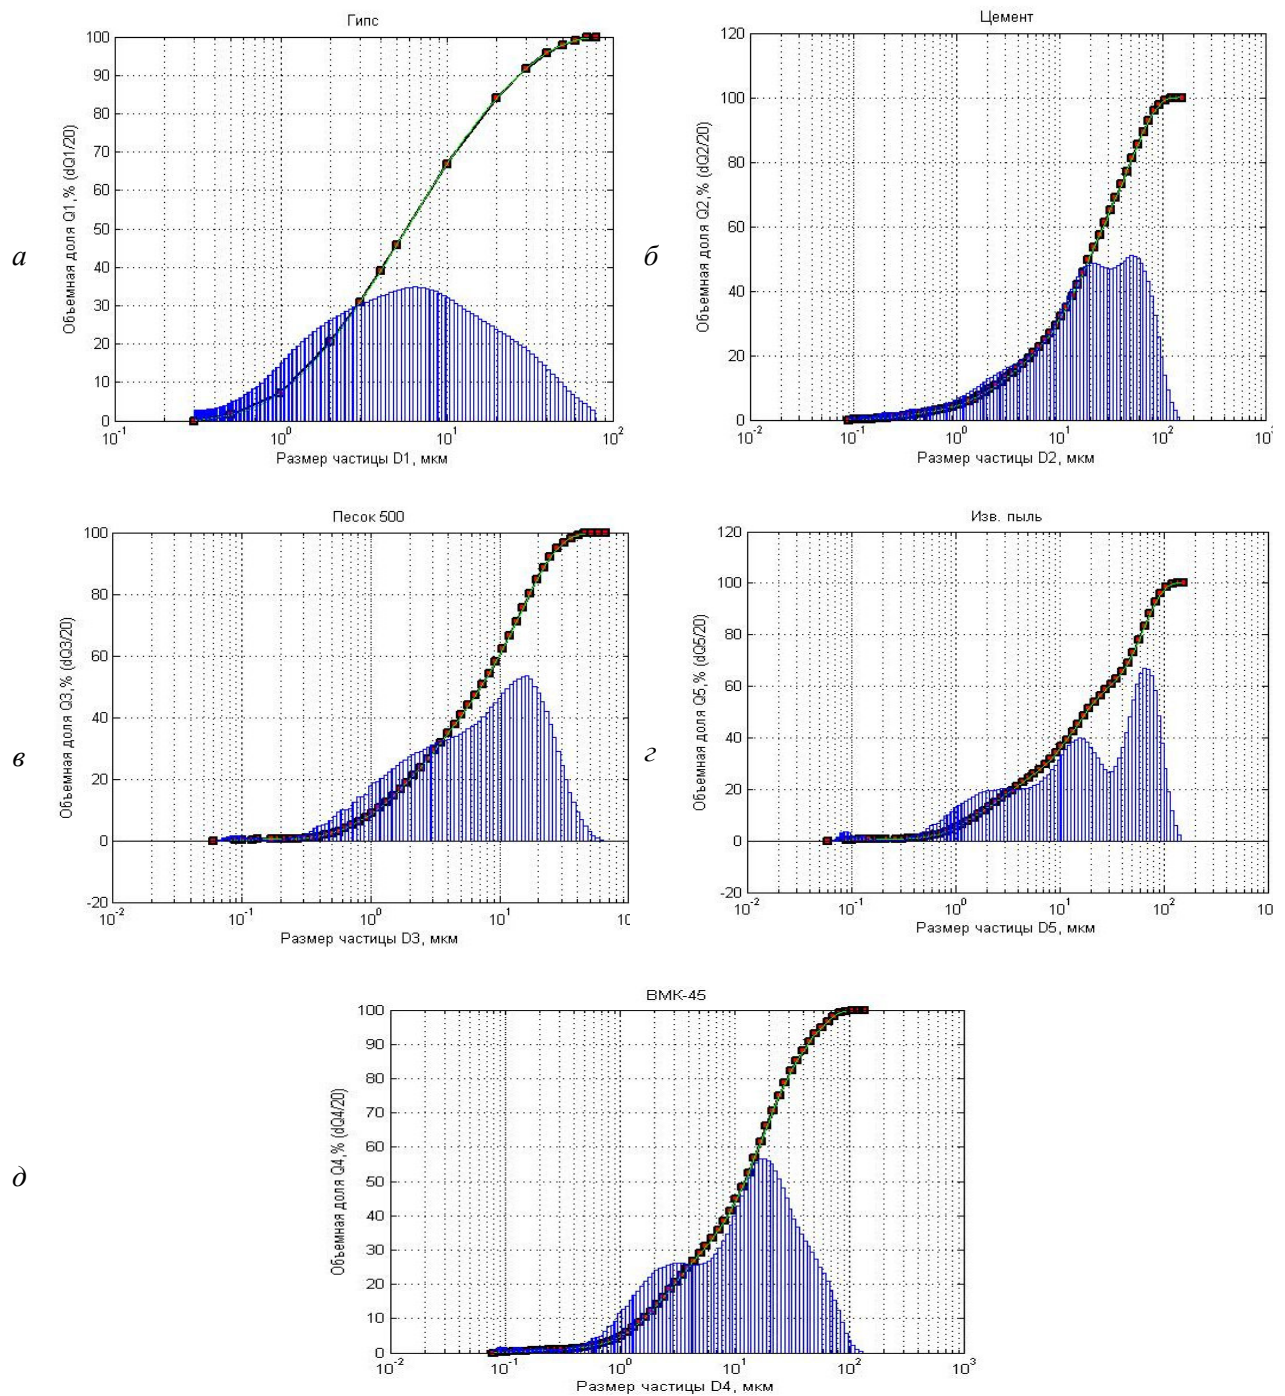 Гипс
100
90
80
70
60
50
40
30
20
10
0
Объемная доля Q1,% (dQ1/20)
10⁻¹ 10⁰ 10¹ 10²
Размер частицы D1, мкм
а
Цемент
120
100
80
60
40
20
0
Объемная доля Q2,% (dQ2/20)
10⁻² 10⁻¹ 10⁰ 10¹ 10² 10
Размер частицы D2, мкм
б
Песок 500
100
80
60
40
20
0
-20
Объемная доля Q3,% (dQ3/20)
10⁻² 10⁻¹ 10⁰ 10¹ 10
Размер частицы D3, мкм
в
Изв. пыль
120
100
80
60
40
20
0
-20
Объемная доля Q5,% (dQ5/20)
10⁻² 10⁻¹ 10⁰ 10¹ 10² 10
Размер частицы D5, мкм
г
ВМК-45
100
90
80
70
60
50
40
30
20
10
0
Объемная доля Q4,% (dQ4/20)
10⁻² 10⁻¹ 10⁰ 10¹ 10² 10³
Размер частицы D4, мкм
д